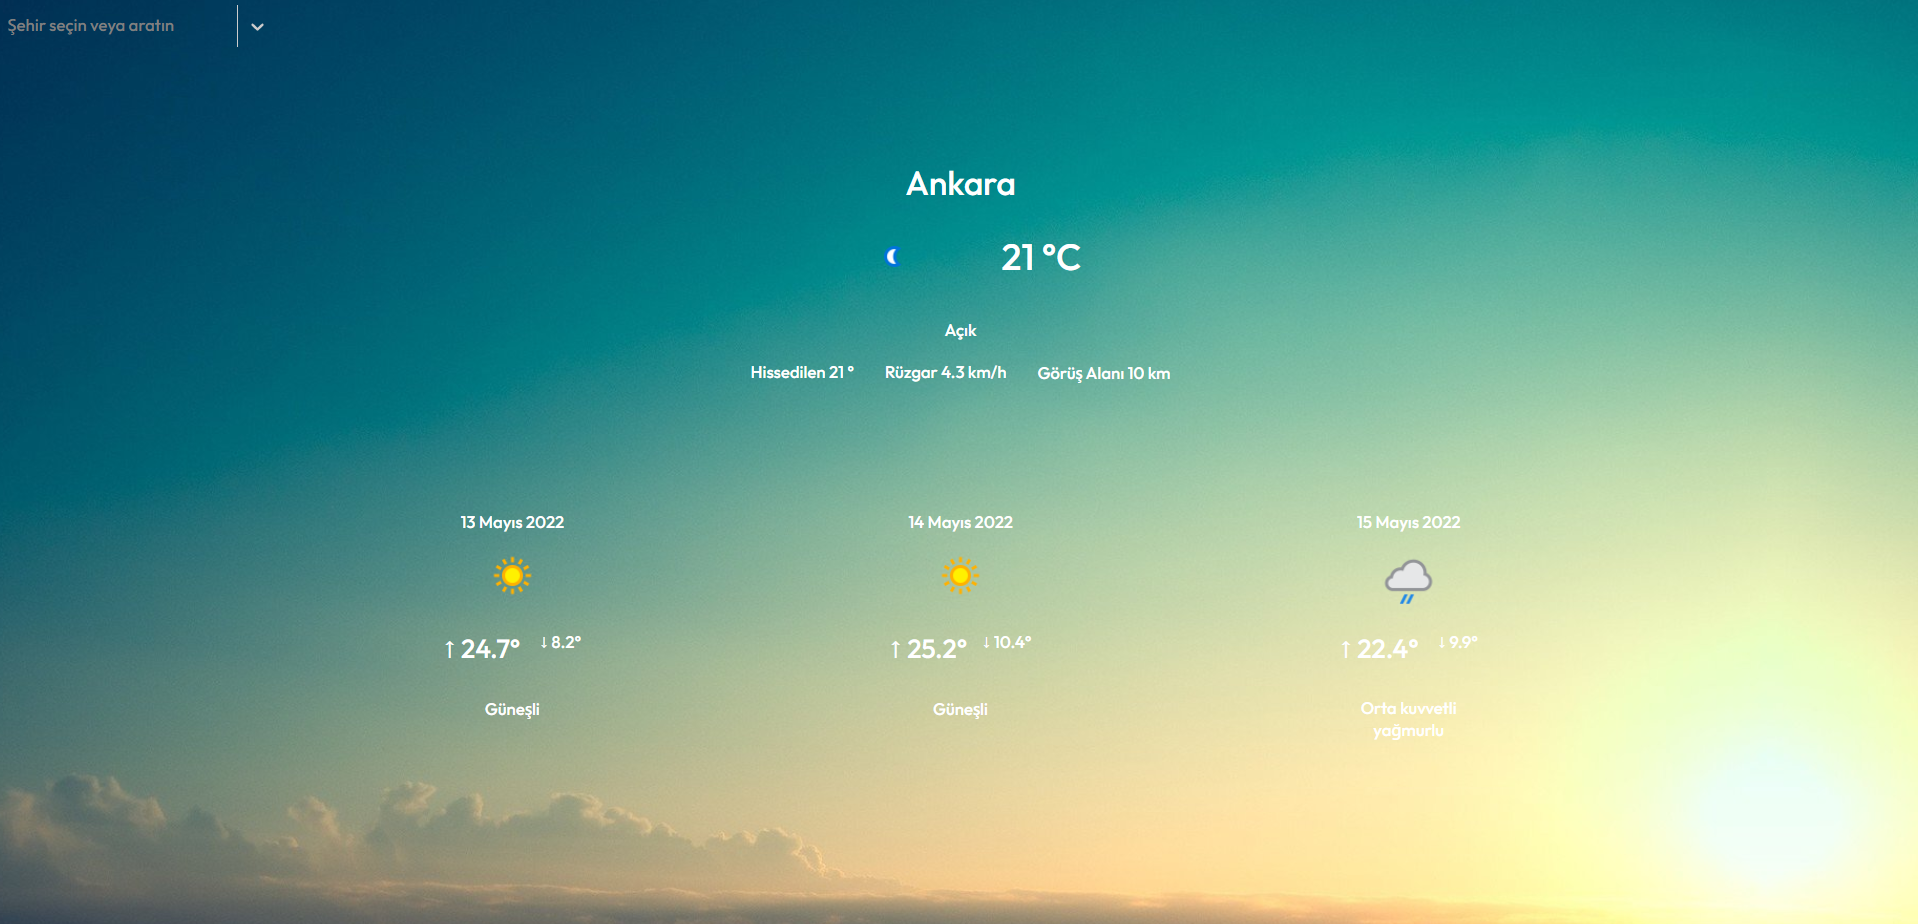 Şehir seçin veya aratın
Ankara
21 °C
Açık
Hissedilen 21 ° Rüzgar 4.3 km/h Görüş Alanı 10 km
13 Mayıs 2022 14 Mayıs 2022 15 Mayıs 2022
↑ 24.7° ↓ 8.2° ↑ 25.2° ↓ 10.4° ↑ 22.4° ↓ 9.9°
Güneşli Güneşli Orta kuvvetli
yağmurlu